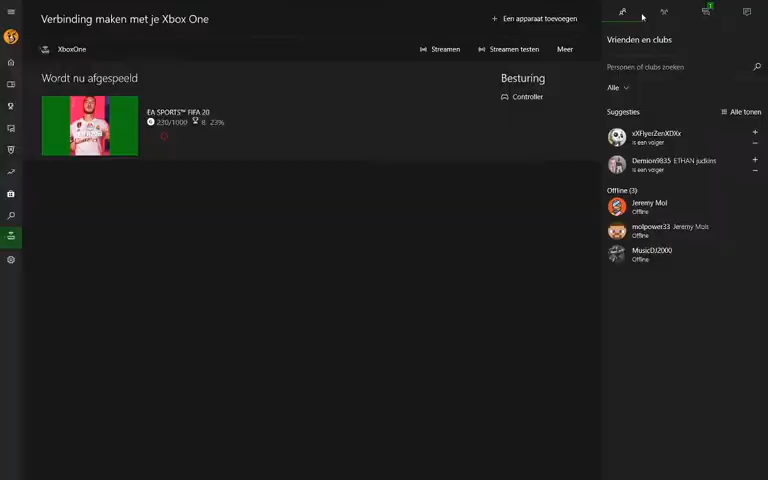 Verbinding maken met je Xbox One
+ Een apparaat toevoegen
XboxOne
Streamen
Streamen testen
Meer
Wordt nu afgespeeld
EA SPORTS™ FIFA 20
G 230/1000 8 23%
Besturing
Controller
1
Vrienden en clubs
Personen of clubs zoeken
Alle
Suggesties
Alle tonen
xXFlyerZenXDXx
is een volger
Demion9835 ETHAN judkins
is een volger
Offline (3)
Jeremy Mol
Offline
molpower33 Jeremy Mols
Offline
MusicDJ2000
Offline